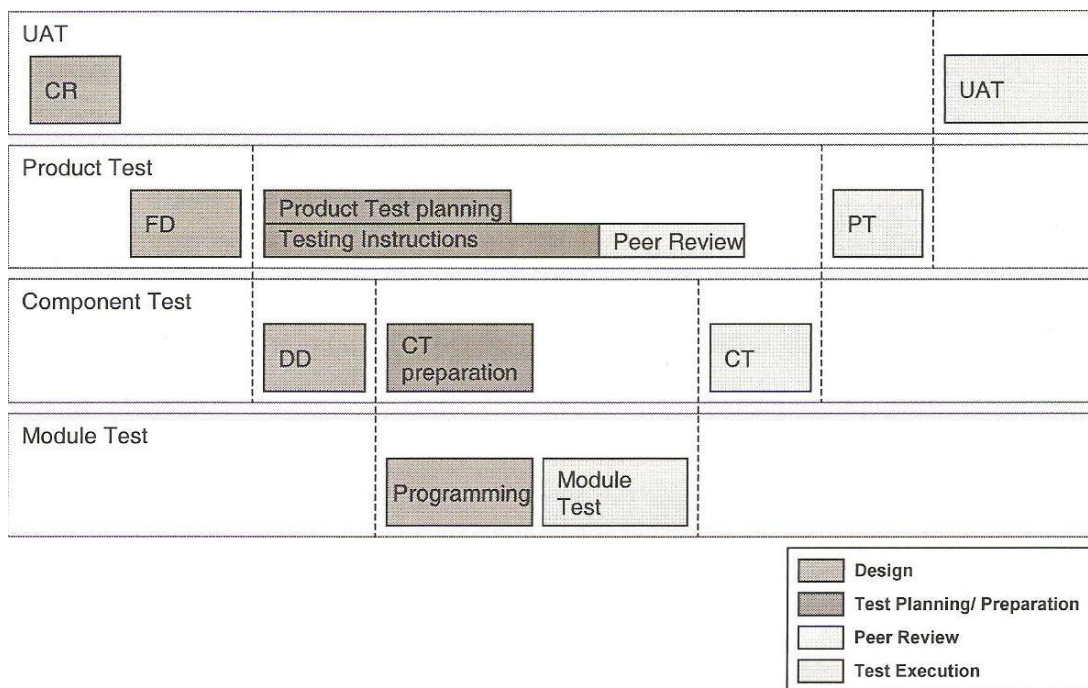 UAT
CR
UAT
Product Test
FD
Product Test planning
Testing Instructions
Peer Review
PT
Component Test
DD
CT
preparation
CT
Module Test
Programming
Module
Test
Design
Test Planning/ Preparation
Peer Review
Test Execution